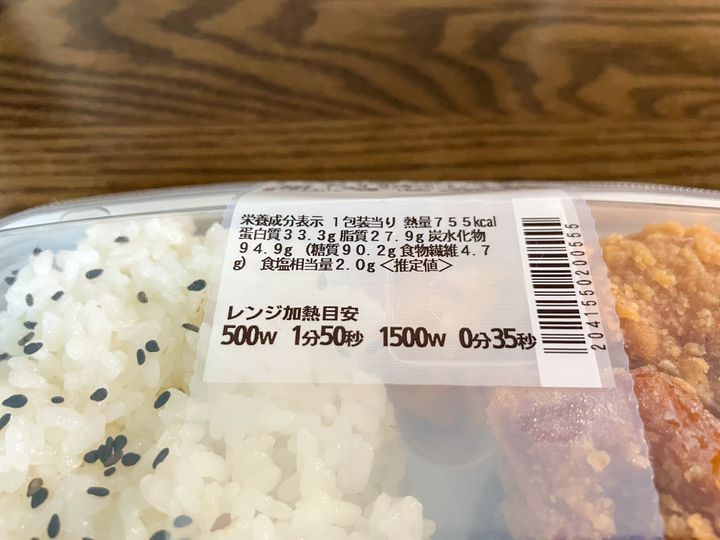 栄養成分表示 1包装当り 熱量755kcal
蛋白質33.3g 脂質27.9g 炭水化物
94.9g (糖質90.2g 食物繊維4.7
g) 食塩相当量2.0g<推定値>
レンジ加熱目安
500W 1分50秒 1500W 0分35秒
2041550200555